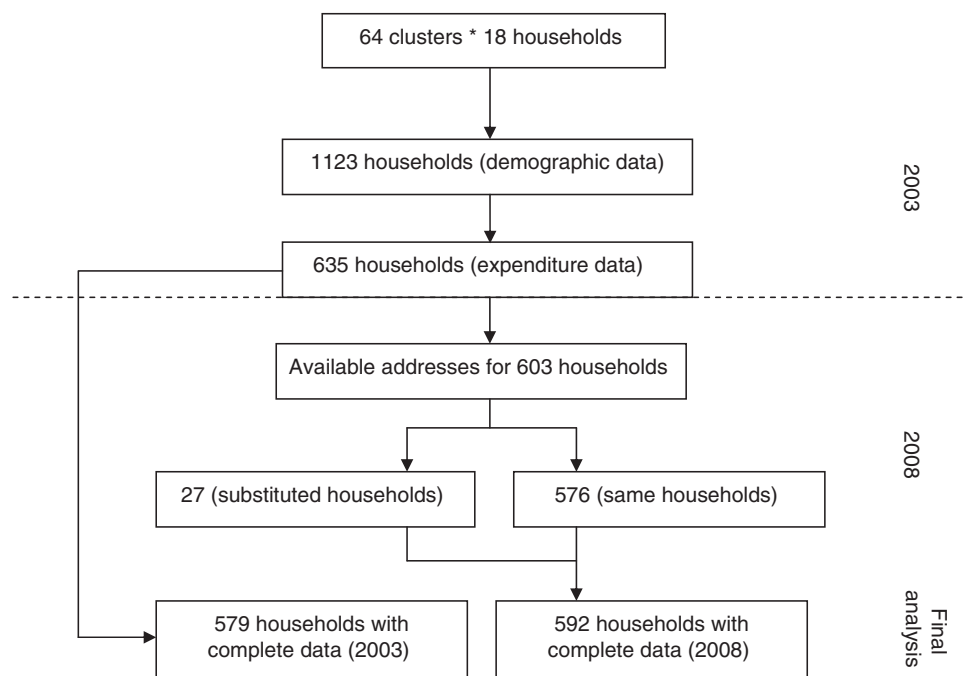 64 clusters * 18 households
1123 households (demographic data)
2003
635 households (expenditure data)
Available addresses for 603 households
2008
27 (substituted households)
576 (same households)
579 households with
complete data (2003)
592 households with
complete data (2008)
Final
analysis